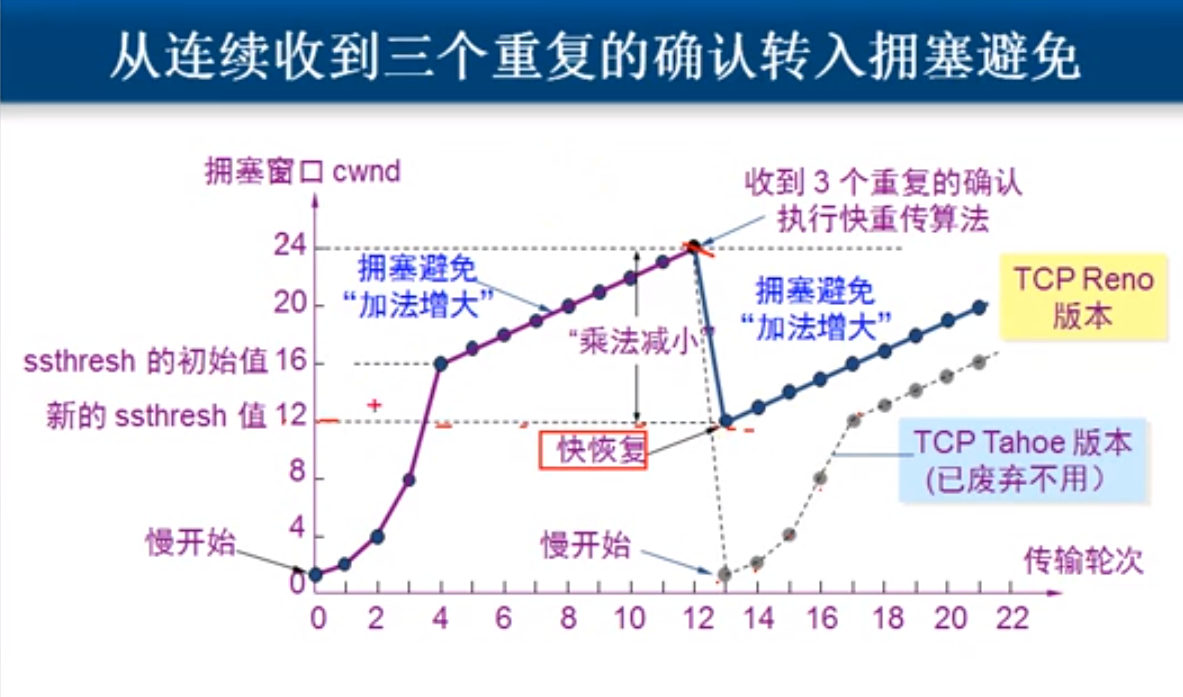 从连续收到三个重复的确认转入拥塞避免
拥塞窗口 cwnd
收到 3 个重复的确认
执行快重传算法
24
拥塞避免
“加法增大”
拥塞避免
“加法增大”
TCP Reno
版本
20
“乘法减小”
ssthresh 的初始值 16
新的 ssthresh 值 12
快恢复
TCP Tahoe 版本
(已废弃不用）
8
4
慢开始
慢开始
传输轮次
0
0 2 4 6 8 10 12 14 16 18 20 22